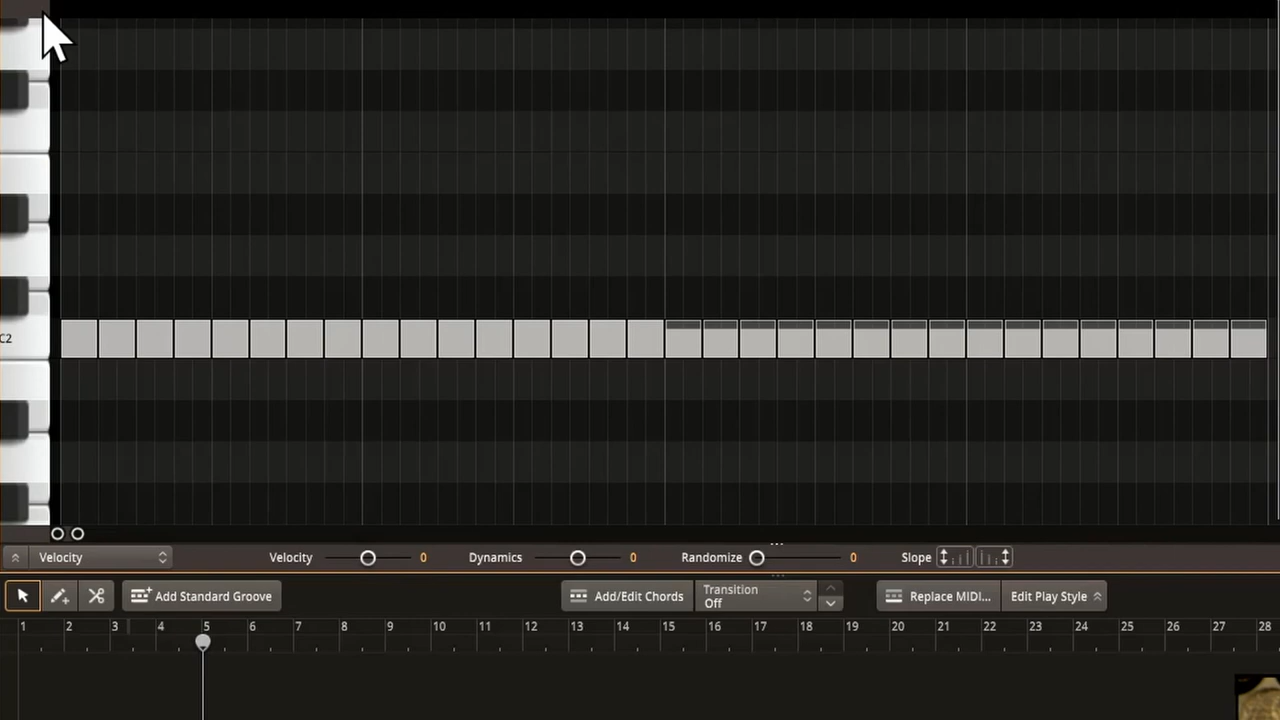 C2
Velocity Velocity 0 Dynamics 0 Randomize 0 Slope
Add Standard Groove Add/Edit Chords Transition Off Replace MIDI... Edit Play Style
1 2 3 4 5 6 7 8 9 10 11 12 13 14 15 16 17 18 19 20 21 22 23 24 25 26 27 28